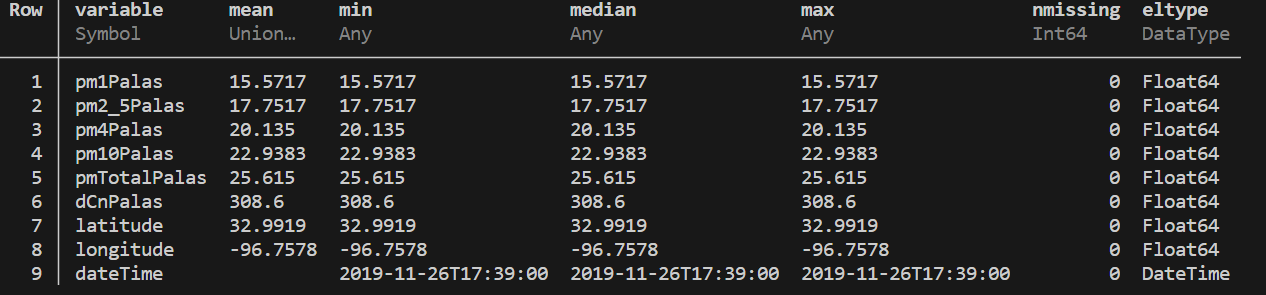 Row variable mean min median max nmissing eltype
Symbol Union… Any Any Any Int64 DataType
1 pm1Palas 15.5717 15.5717 15.5717 15.5717 0 Float64
2 pm2_5Palas 17.7517 17.7517 17.7517 17.7517 0 Float64
3 pm4Palas 20.135 20.135 20.135 20.135 0 Float64
4 pm10Palas 22.9383 22.9383 22.9383 22.9383 0 Float64
5 pmTotalPalas 25.615 25.615 25.615 25.615 0 Float64
6 dCnPalas 308.6 308.6 308.6 308.6 0 Float64
7 latitude 32.9919 32.9919 32.9919 32.9919 0 Float64
8 longitude -96.7578 -96.7578 -96.7578 -96.7578 0 Float64
9 dateTime 2019-11-26T17:39:00 2019-11-26T17:39:00 2019-11-26T17:39:00 0 DateTime